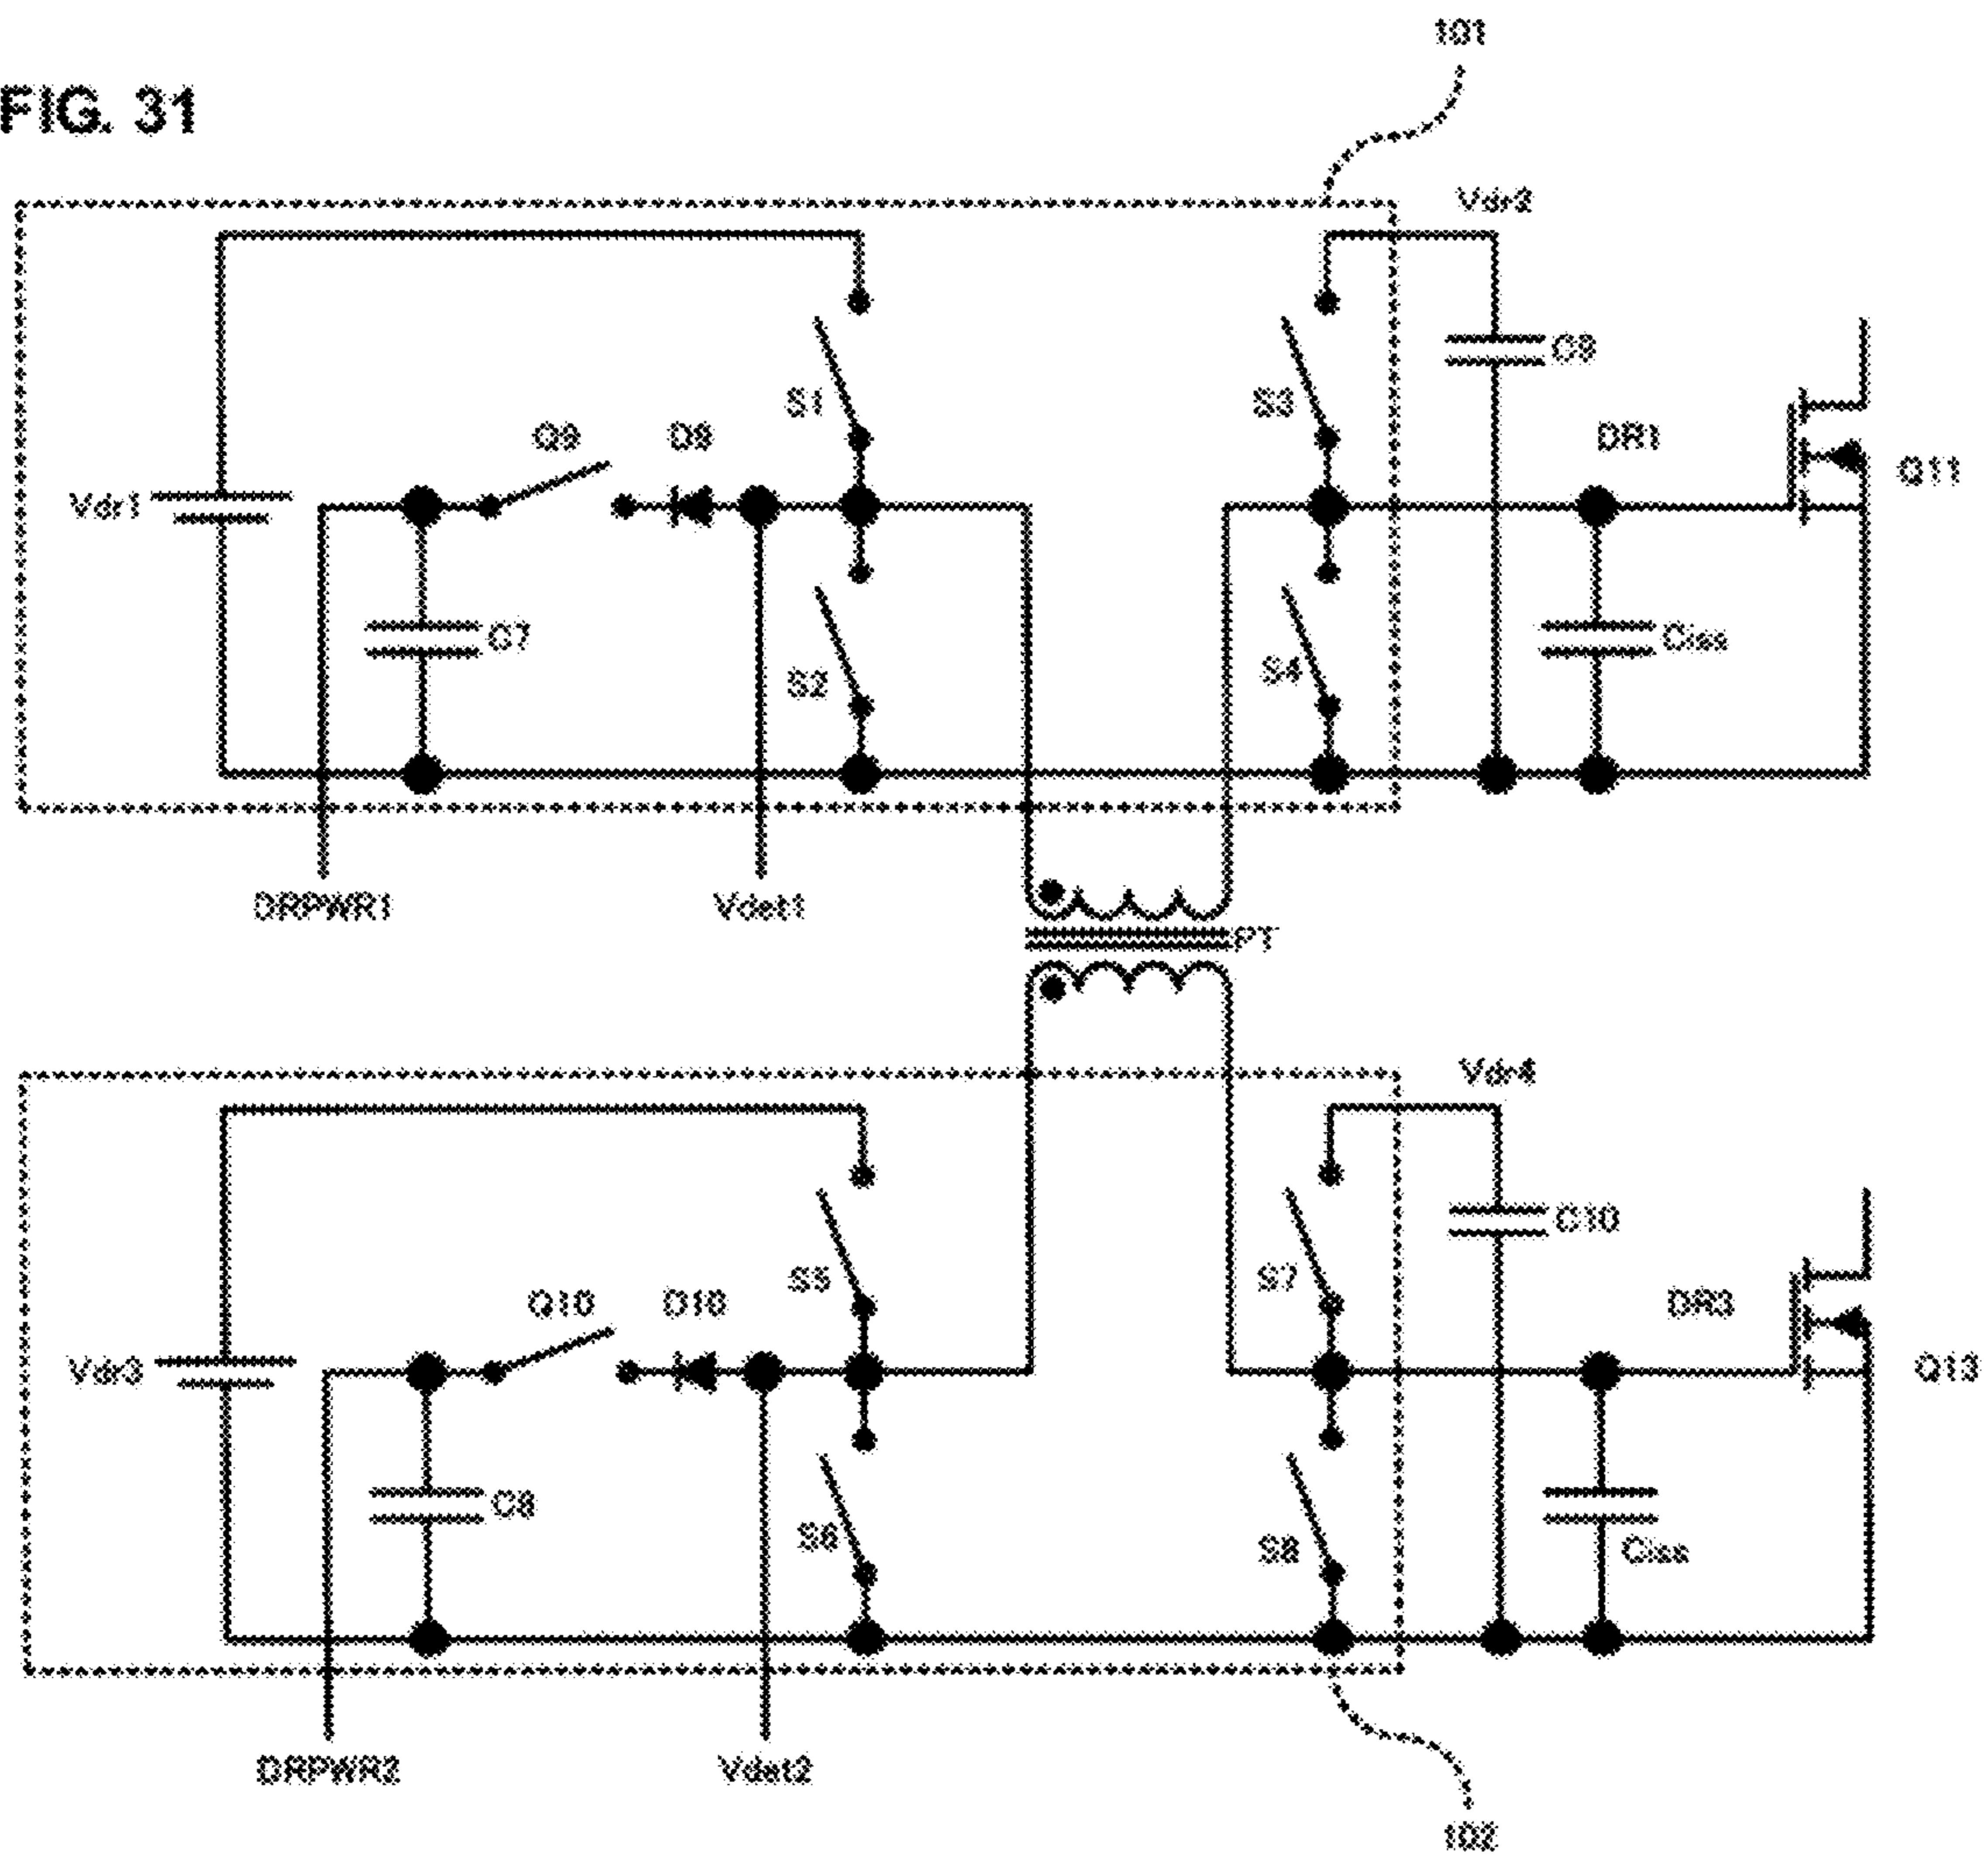 101
FIG. 31
Vdr2
C9
S1
S3
Q9
D9
DR1
Q11
Vdr1
C7
Ciss
S2
S4
DRPWR1
Vdet1
PT
Vdr4
C10
S5
S7
Q10
D10
DR3
Vdr3
Q13
C8
S6
S8
Ciss
DRPWR2
Vdet2
102